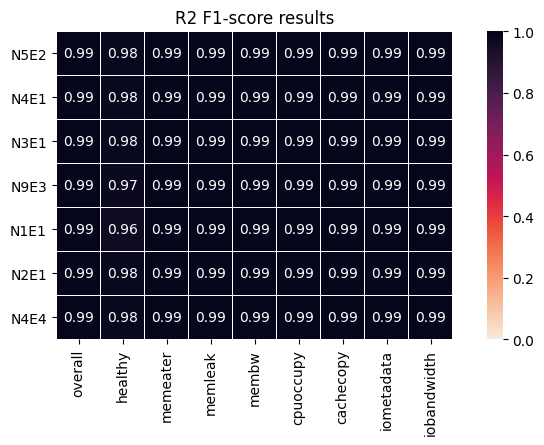 R2 F1-score results
N5E2 0.99 0.98 0.99 0.99 0.99 0.99 0.99 0.99 0.99
N4E1 0.99 0.98 0.99 0.99 0.99 0.99 0.99 0.99 0.99
N3E1 0.99 0.98 0.99 0.99 0.99 0.99 0.99 0.99 0.99
N9E3 0.99 0.97 0.99 0.99 0.99 0.99 0.99 0.99 0.99
N1E1 0.99 0.96 0.99 0.99 0.99 0.99 0.99 0.99 0.99
N2E1 0.99 0.98 0.99 0.99 0.99 0.99 0.99 0.99 0.99
N4E4 0.99 0.98 0.99 0.99 0.99 0.99 0.99 0.99 0.99
overall
healthy
memeater
memleak
membw
cpuoccupy
cachecopy
iometadata
iobandwidth
1.0
0.8
0.6
0.4
0.2
0.0